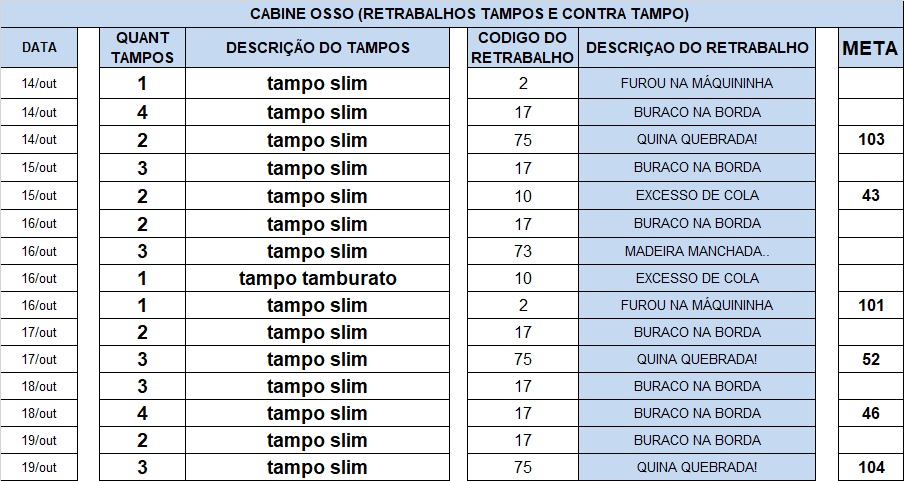 CABINE OSSO (RETRABALHOS TAMPOS E CONTRA TAMPO)
DATA QUANT TAMPOS DESCRIÇÃO DO TAMPOS CODIGO DO RETRABALHO DESCRIÇAO DO RETRABALHO META
14/out 1 tampo slim 2 FUROU NA MÁQUININHA
14/out 4 tampo slim 17 BURACO NA BORDA
14/out 2 tampo slim 75 QUINA QUEBRADA! 103
15/out 3 tampo slim 17 BURACO NA BORDA
15/out 2 tampo slim 10 EXCESSO DE COLA 43
16/out 2 tampo slim 17 BURACO NA BORDA
16/out 3 tampo slim 73 MADEIRA MANCHADA..
16/out 1 tampo tamburato 10 EXCESSO DE COLA
16/out 1 tampo slim 2 FUROU NA MÁQUININHA 101
17/out 2 tampo slim 17 BURACO NA BORDA
17/out 3 tampo slim 75 QUINA QUEBRADA! 52
18/out 3 tampo slim 17 BURACO NA BORDA
18/out 4 tampo slim 17 BURACO NA BORDA 46
19/out 2 tampo slim 17 BURACO NA BORDA
19/out 3 tampo slim 75 QUINA QUEBRADA! 104